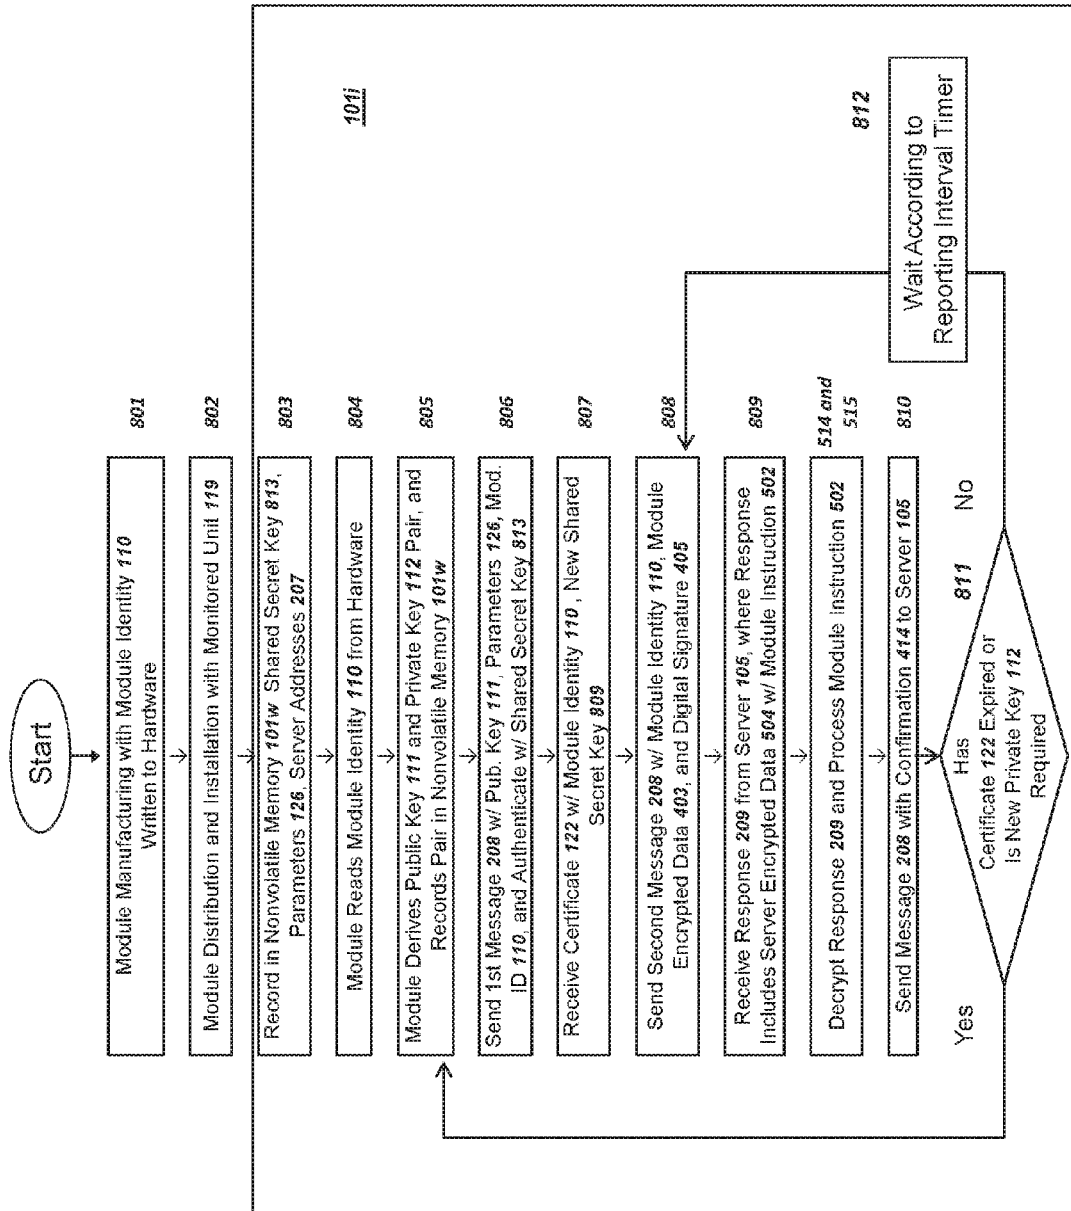 Start
Module Manufacturing with Module Identity 110
Written to Hardware
801
Module Distribution and Installation with Monitored Unit 119
802
Record in Nonvolatile Memory 101w Shared Secret Key 813,
Parameters 126, Server Addresses 207
803
Module Reads Module Identity 110 from Hardware
804
Module Derives Public Key 111 and Private Key 112 Pair, and
Records Pair in Nonvolatile Memory 101w
805
Send 1st Message 208 w/ Pub. Key 111, Parameters 126, Mod.
ID 110, and Authenticate w/ Shared Secret Key 813
806
Receive Certificate 122 w/ Module Identity 110 , New Shared
Secret Key 809
807
Send Second Message 208 w/ Module Identity 110, Module
Encrypted Data 403, and Digital Signature 405
808
Receive Response 209 from Server 105, where Response
Includes Server Encrypted Data 504 w/ Module Instruction 502
809
Decrypt Response 209 and Process Module Instruction 502
514 and
515
Send Message 208 with Confirmation 414 to Server 105
810
Yes
Has
Certificate 122 Expired or
Is New Private Key 112
Required
811
No
101i
812
Wait According to
Reporting Interval Timer